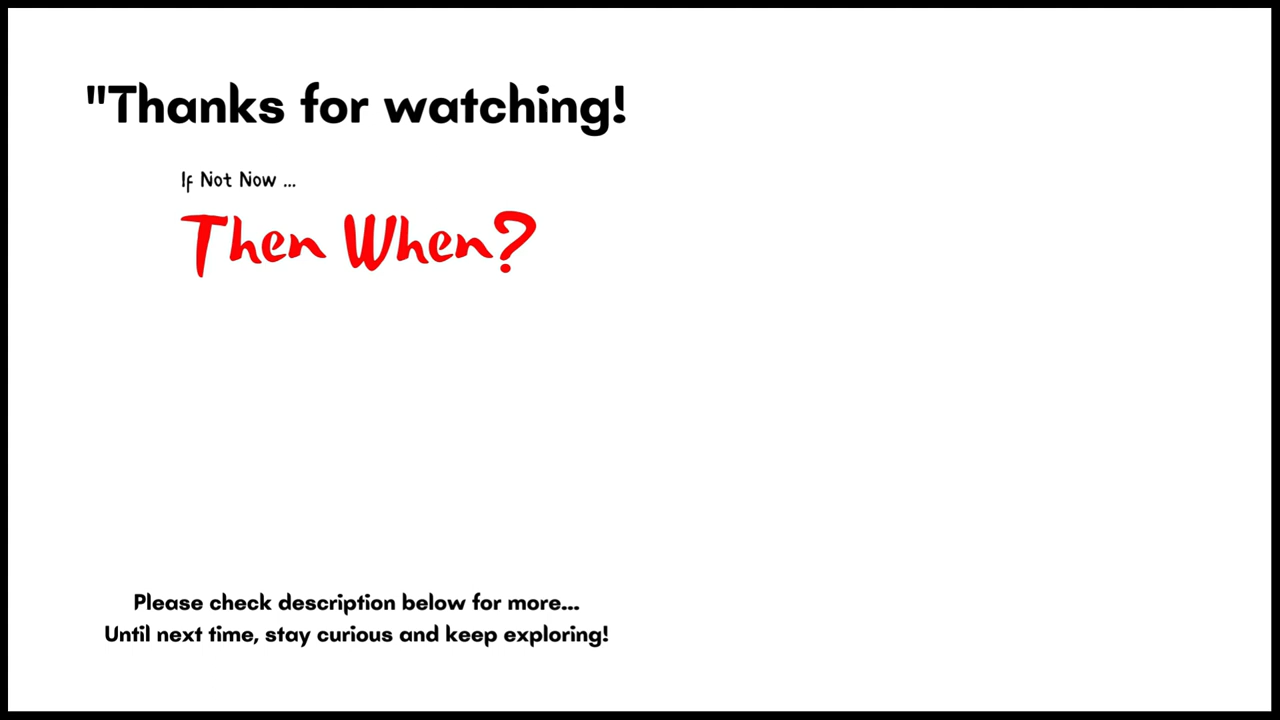 "Thanks for watching!
If Not Now ...
Then When?
Please check description below for more...
Until next time, stay curious and keep exploring!